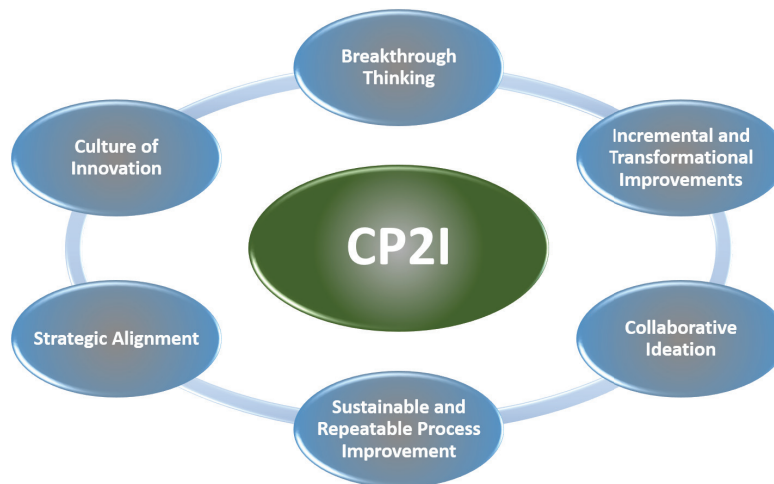 Breakthrough
Thinking
Incremental and
Transformational
Improvements
Collaborative
Ideation
Sustainable and
Repeatable Process
Improvement
Strategic Alignment
Culture of
Innovation
CP2I